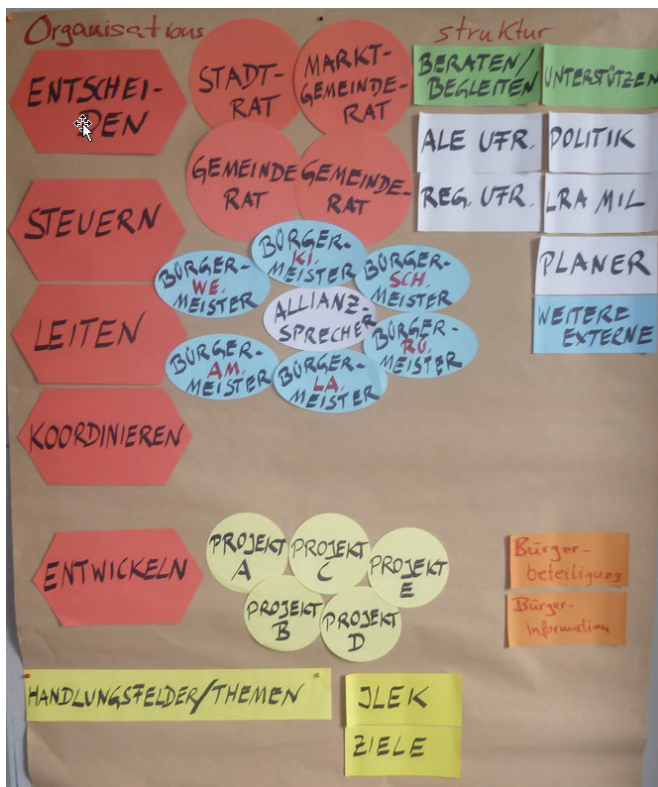 Organisations struktur
ENTSCHEI-
DEN
STADT-
RAT
MARKT-
GEMEINDE-
RAT
BERATEN/
BEGLEITEN
UNTERSTÜTZEN
ALE UFR.
POLITIK
GEMEINDE
RAT
GEMEINDE-
RAT
REG. UFR.
LRA MIL
STEUERN
PLANER
BÜRGER-
KI.
MEISTER
BÜRGER-
WE.
MEISTER
BÜRGER-
SCH.
MEISTER
ALLIANZ-
SPRECHER
WEITERE
EXTERNE
LEITEN
BÜRGER-
AM.
MEISTER
BÜRGER-
LA.
MEISTER
BÜRGER-
RÜ.
MEISTER
KOORDINIEREN
ENTWICKELN
PROJEKT
A
PROJEKT
C
PROJEKT
E
PROJEKT
B
PROJEKT
D
Bürger-
beteiligung
Bürger-
information
HANDLUNGSFELDER/THEMEN
JLEK
ZIELE